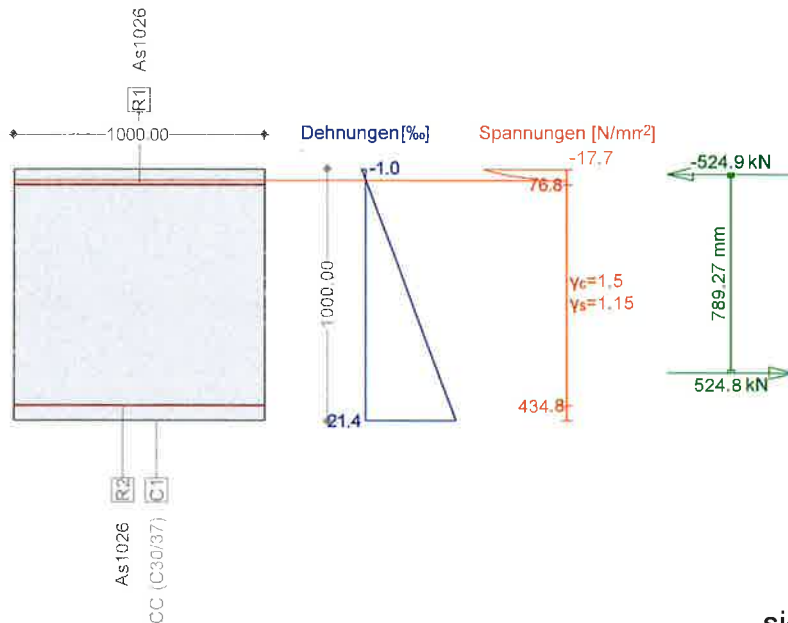 As1026
R1
1000.00
Dehnungen[‰]
Spannungen [N/mm²]
-1.0
-17.7
76.8
-524.9 kN
1000.00
γc=1.5
γs=1.15
789.27 mm
21.4
434.8
524.8 kN
R2
C1
As1026
CC (C30/37)